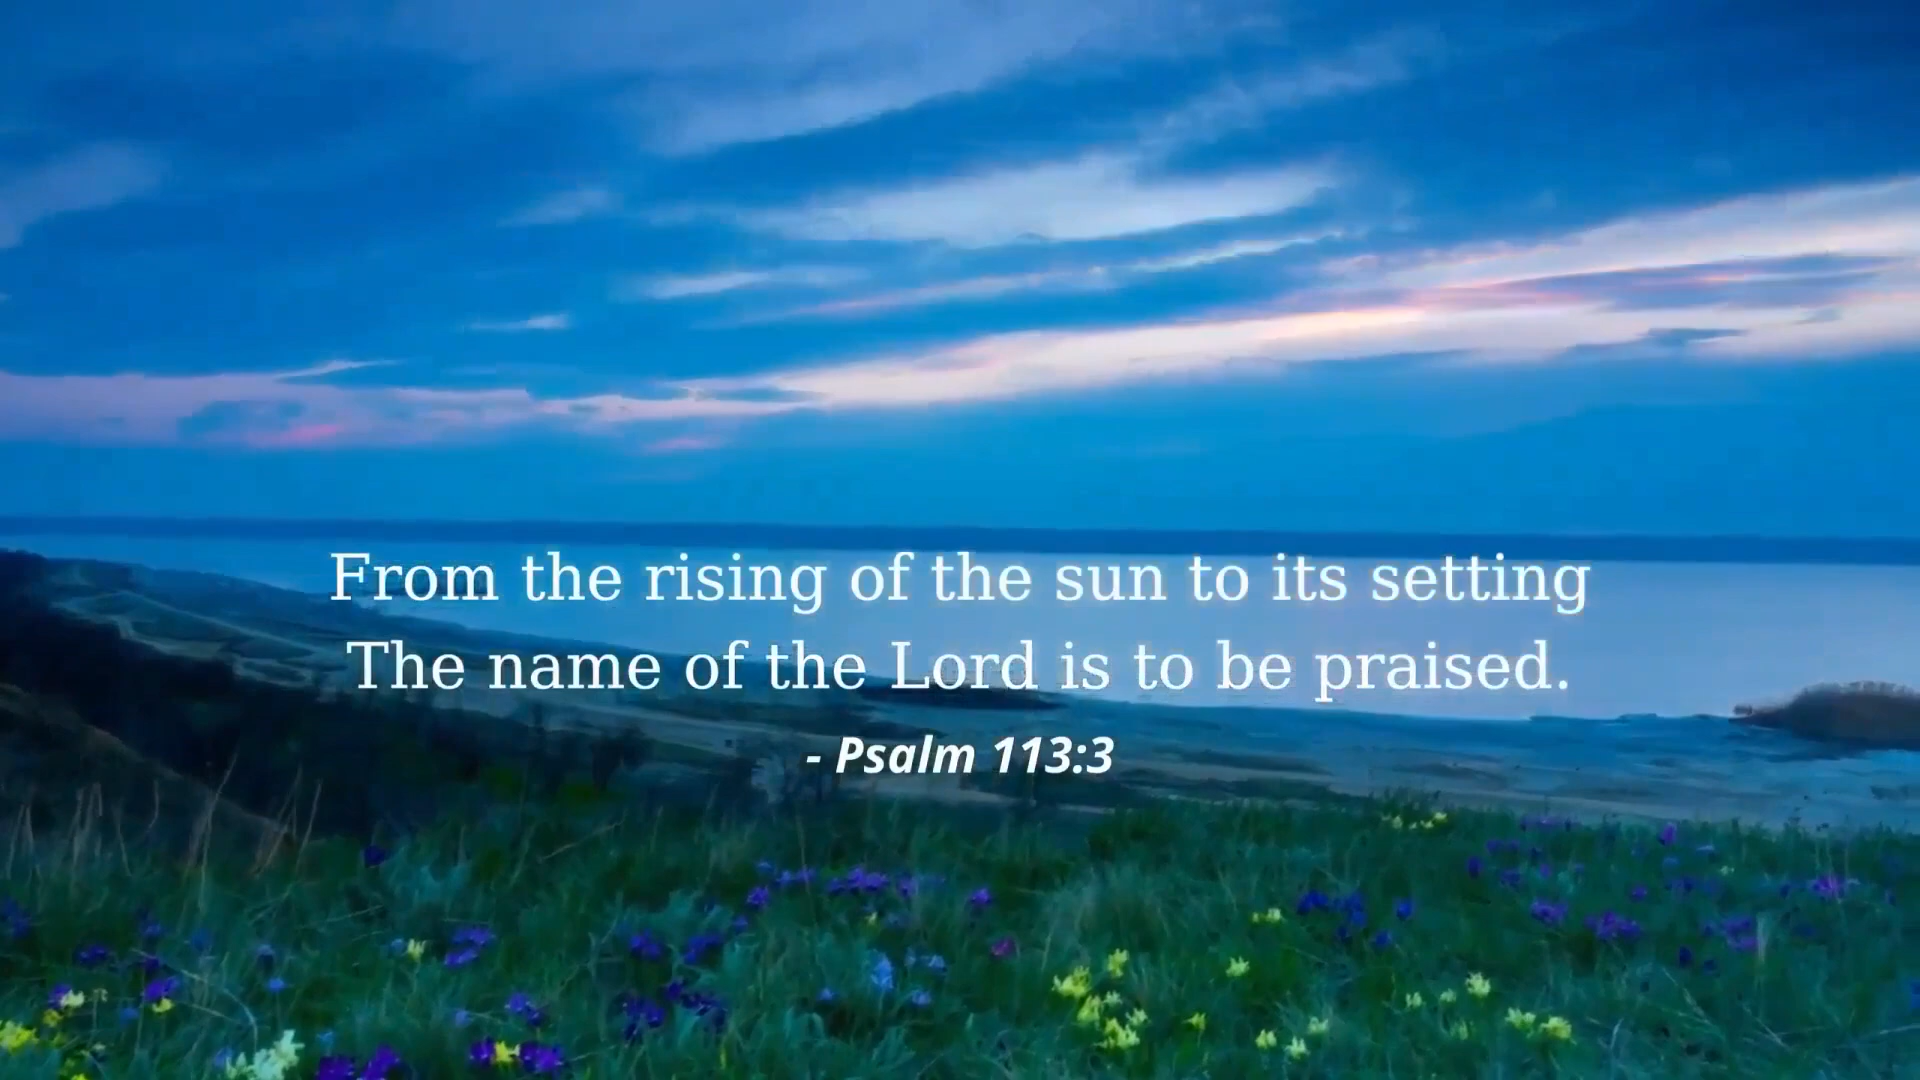 From the rising of the sun to its setting
The name of the Lord is to be praised.
- Psalm 113:3